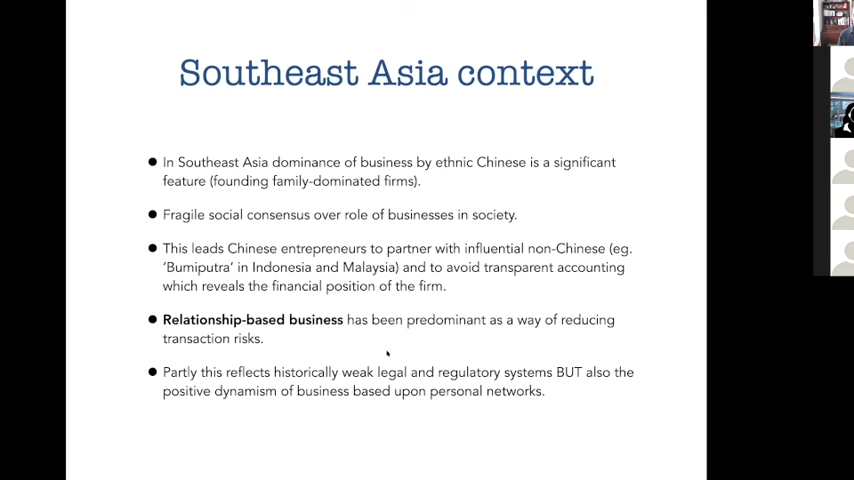 Southeast Asia context
● In Southeast Asia dominance of business by ethnic Chinese is a significant
feature (founding family-dominated firms).
● Fragile social consensus over role of businesses in society.
● This leads Chinese entrepreneurs to partner with influential non-Chinese (eg.
‘Bumiputra’ in Indonesia and Malaysia) and to avoid transparent accounting
which reveals the financial position of the firm.
● Relationship-based business has been predominant as a way of reducing
transaction risks.
● Partly this reflects historically weak legal and regulatory systems BUT also the
positive dynamism of business based upon personal networks.